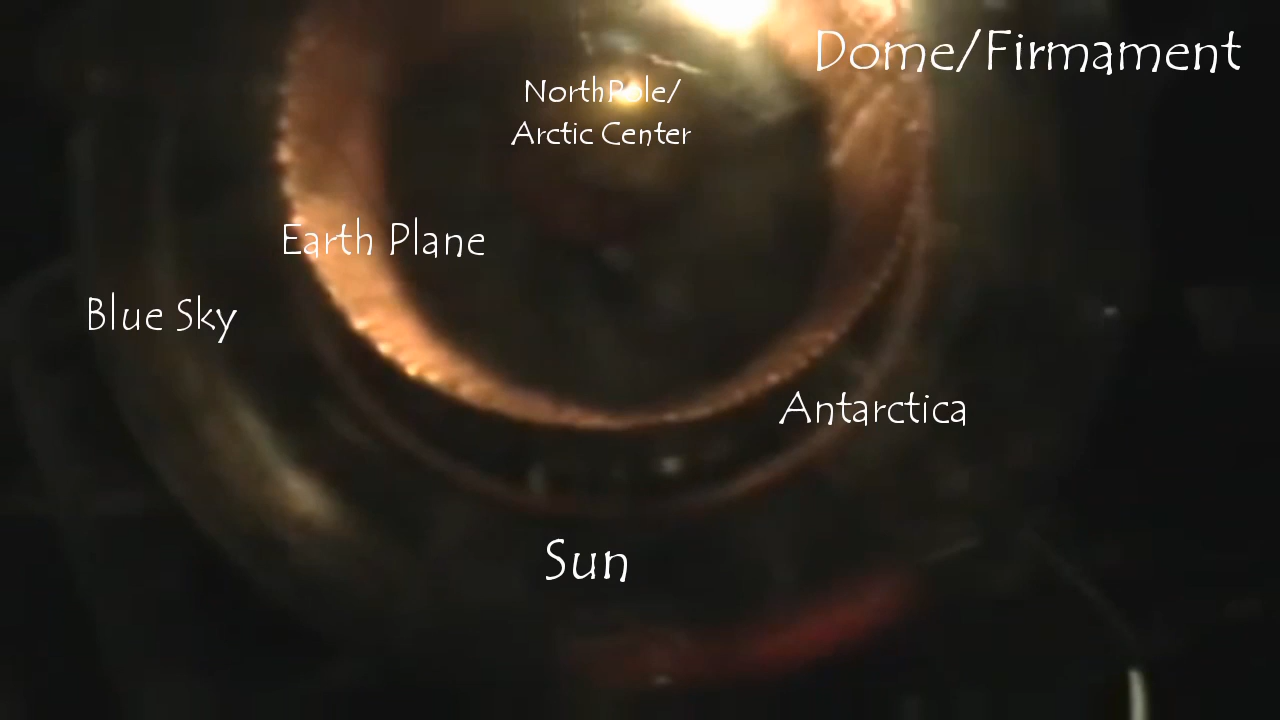 Dome/Firmament
NorthPole/
Arctic Center
Earth Plane
Blue Sky
Antarctica
Sun